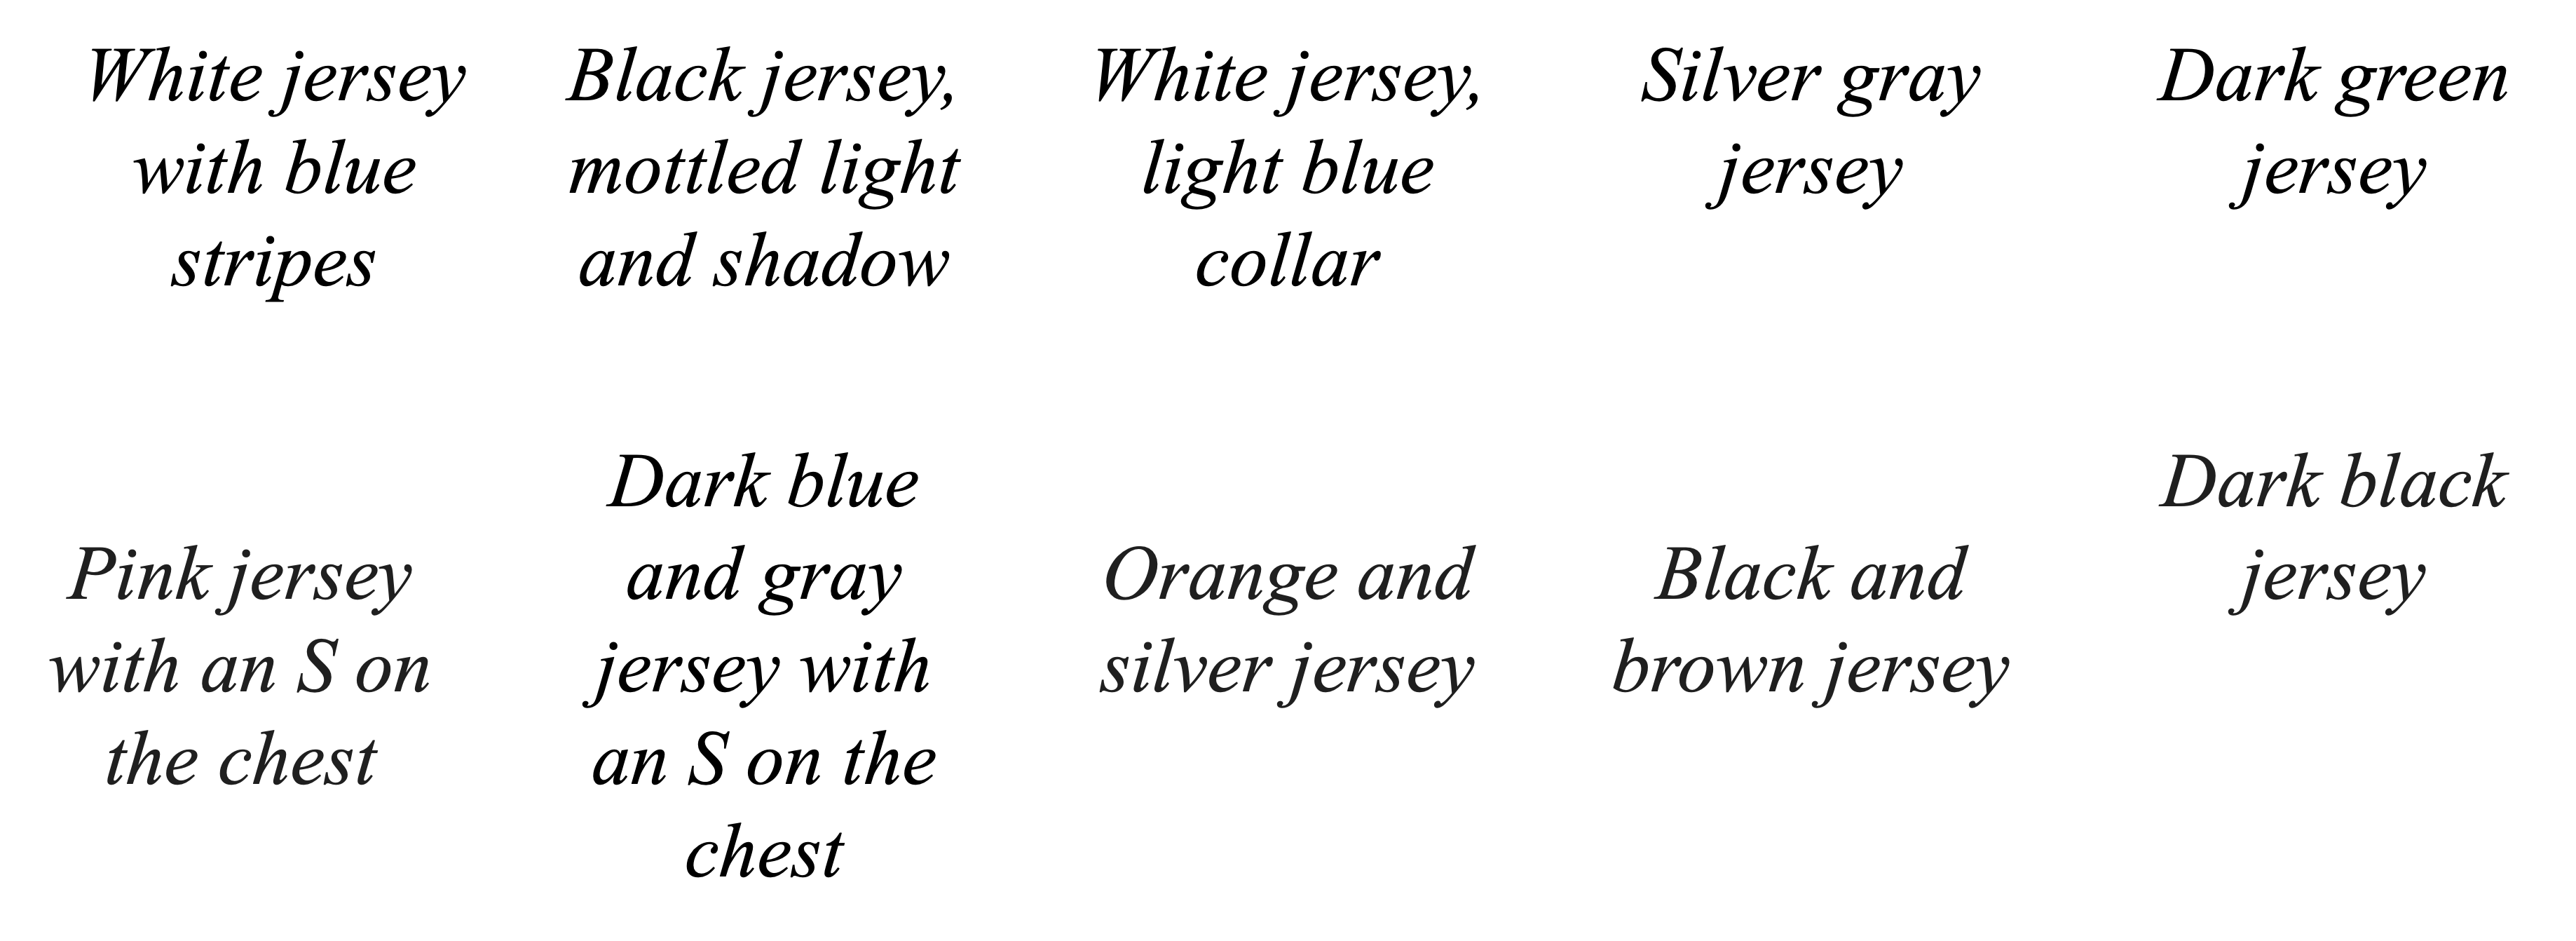 White jersey
with blue
stripes
Black jersey,
mottled light
and shadow
White jersey,
light blue
collar
Silver gray
jersey
Dark green
jersey
Pink jersey
with an S on
the chest
Dark blue
and gray
jersey with
an S on the
chest
Orange and
silver jersey
Black and
brown jersey
Dark black
jersey